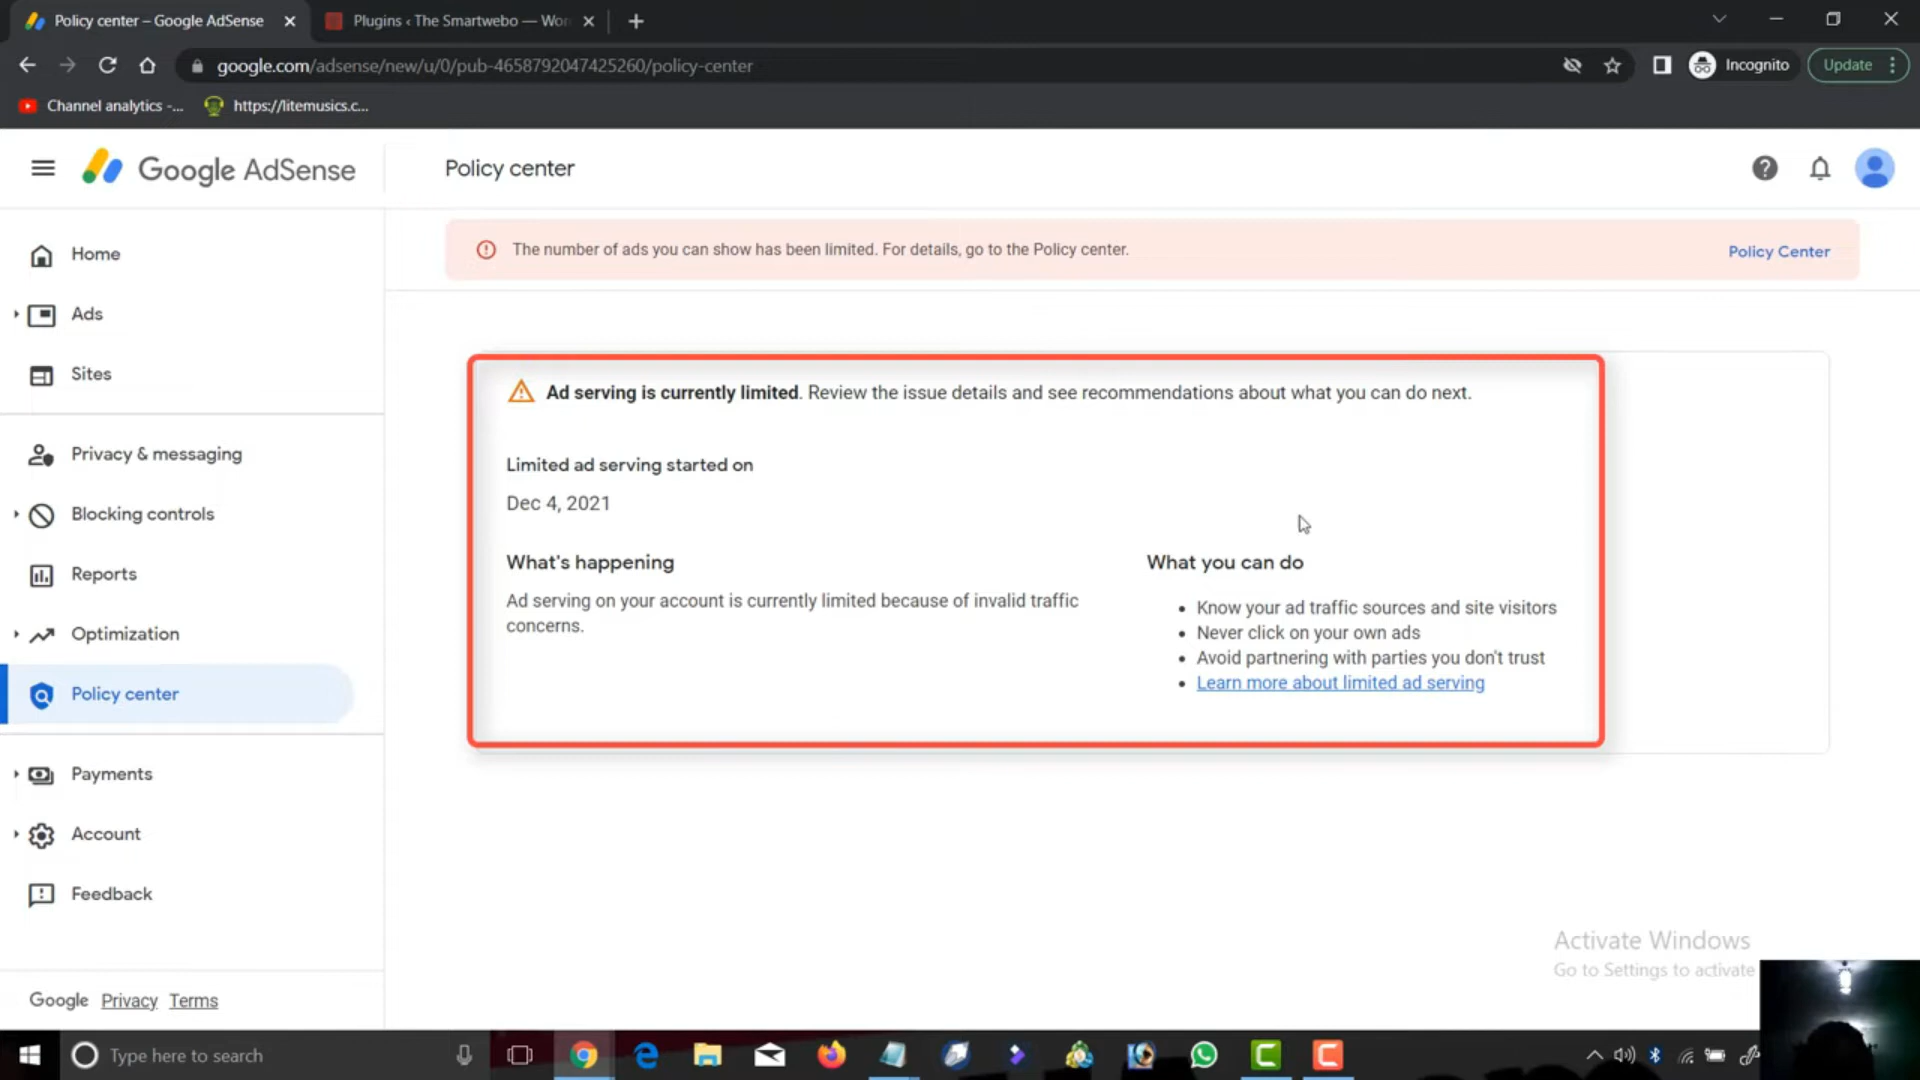 Policy center – Google AdSense
Plugins ‹ The Smartwebo — Wor
google.com/adsense/new/u/0/pub-4658792047425260/policy-center
Incognito
Update
Channel analytics -...
https://litemusics.c...
Google AdSense
Policy center
The number of ads you can show has been limited. For details, go to the Policy center.
Policy Center
Home
Ads
Sites
Privacy & messaging
Blocking controls
Reports
Optimization
Policy center
Payments
Account
Feedback
Google Privacy Terms
Ad serving is currently limited. Review the issue details and see recommendations about what you can do next.
Limited ad serving started on
Dec 4, 2021
What's happening
Ad serving on your account is currently limited because of invalid traffic
concerns.
What you can do
• Know your ad traffic sources and site visitors
• Never click on your own ads
• Avoid partnering with parties you don't trust
• Learn more about limited ad serving
Activate Windows
Go to Settings to activate
Type here to search